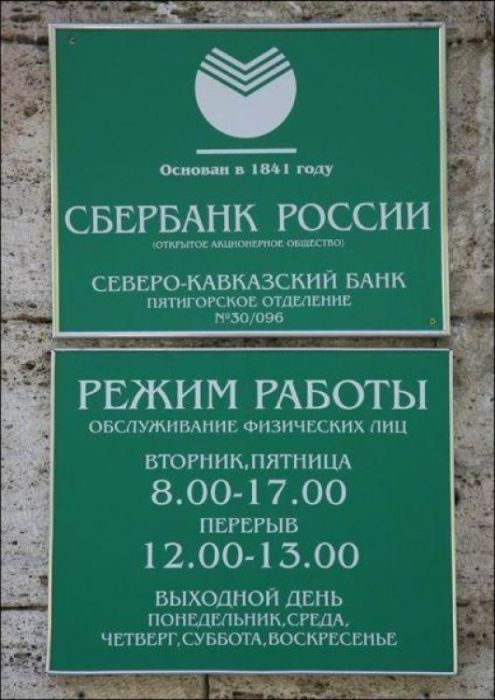 Основан в 1841 году
СБЕРБАНК РОССИИ
(ОТКРЫТОЕ АКЦИОНЕРНОЕ ОБЩЕСТВО)
СЕВЕРО-КАВКАЗСКИЙ БАНК
ПЯТИГОРСКОЕ ОТДЕЛЕНИЕ
№30/096
РЕЖИМ РАБОТЫ
ОБСЛУЖИВАНИЕ ФИЗИЧЕСКИХ ЛИЦ
ВТОРНИК,ПЯТНИЦА
8.00-17.00
ПЕРЕРЫВ
12.00-13.00
ВЫХОДНОЙ ДЕНЬ
ПОНЕДЕЛЬНИК,СРЕДА,
ЧЕТВЕРГ,СУББОТА,ВОСКРЕСЕНЬЕ